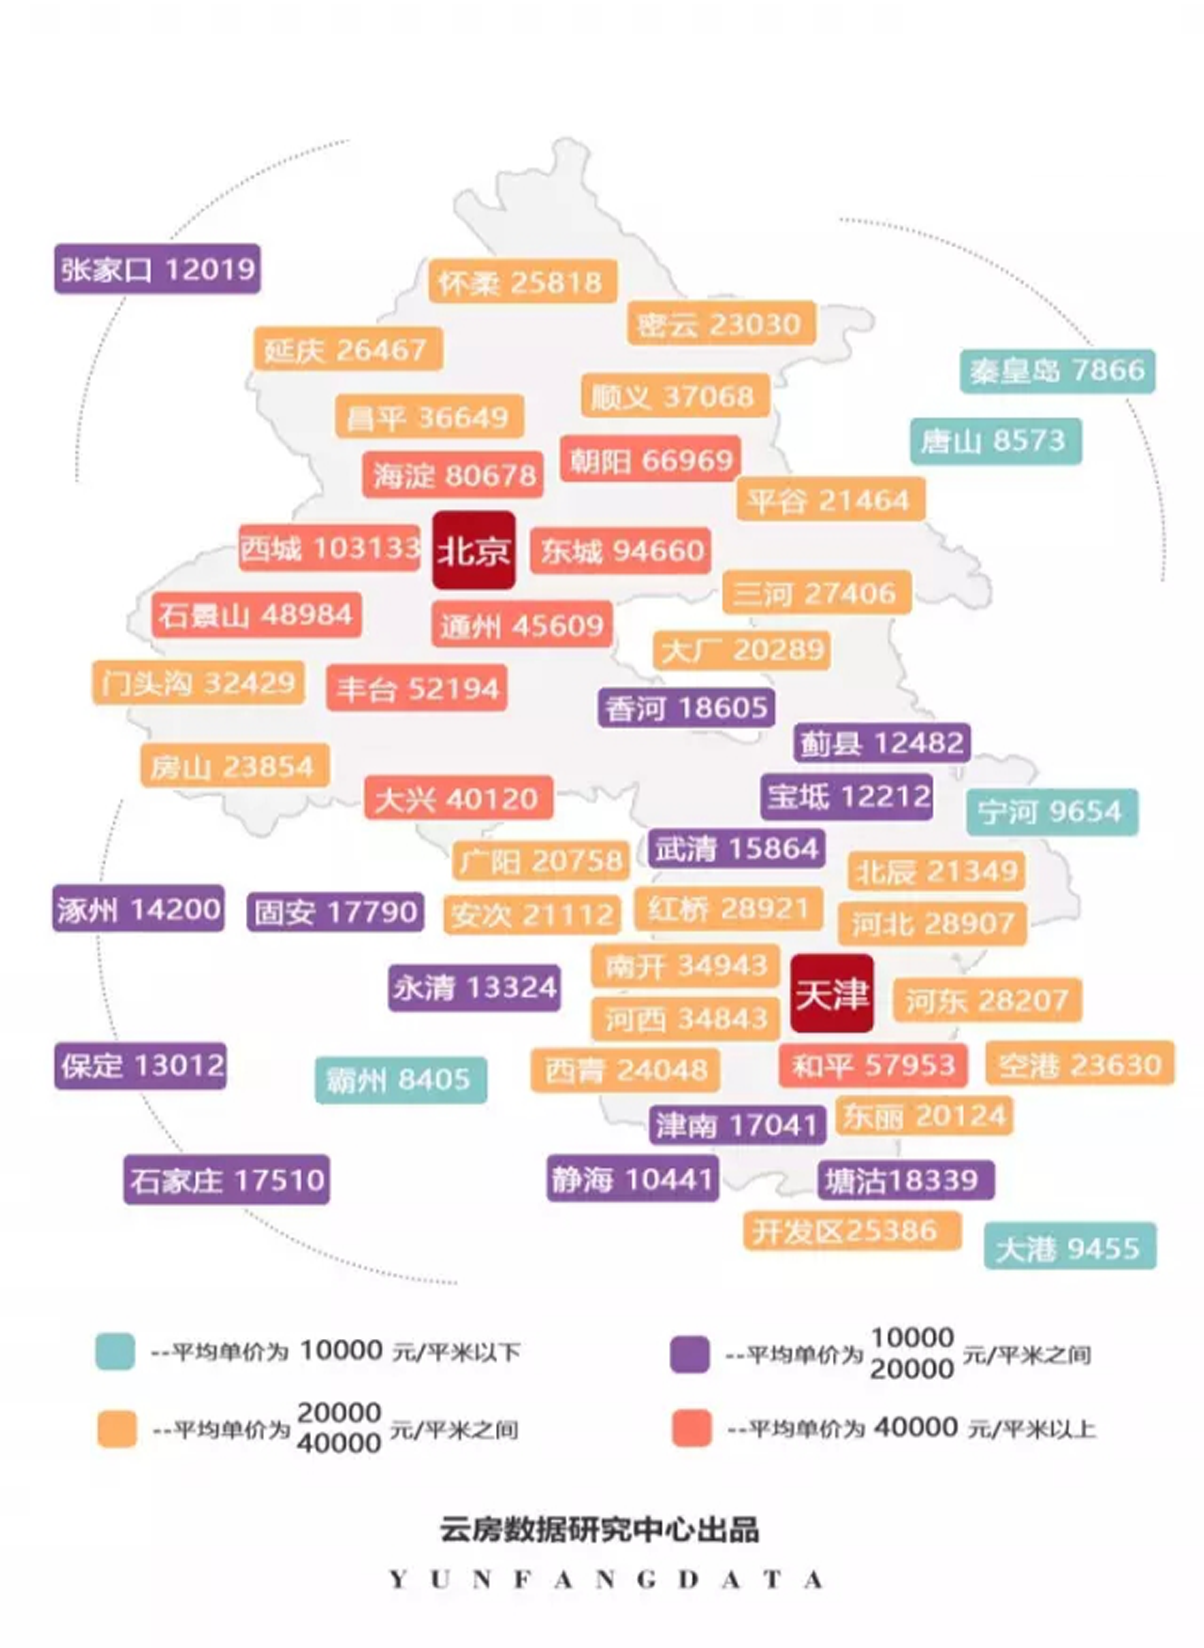 张家口 12019
怀柔 25818
密云 23030
延庆 26467
秦皇岛 7866
顺义 37068
昌平 36649
唐山 8573
朝阳 66969
海淀 80678
平谷 21464
西城 103133
北京
东城 94660
三河 27406
石景山 48984
通州 45609
大厂 20289
门头沟 32429
丰台 52194
香河 18605
蓟县 12482
房山 23854
大兴 40120
宝坻 12212
宁河 9654
武清 15864
广阳 20758
北辰 21349
涿州 14200
固安 17790
安次 21112
红桥 28921
河北 28907
南开 34943
永清 13324
天津
河东 28207
河西 34843
保定 13012
霸州 8405
西青 24048
和平 57953
空港 23630
津南 17041
东丽 20124
石家庄 17510
静海 10441
塘沽18339
开发区25386
大港 9455
--平均单价为 10000 元/平米以下
--平均单价为 10000 20000 元/平米之间
--平均单价为 20000 40000 元/平米之间
--平均单价为 40000 元/平米以上
云房数据研究中心出品
YUNFANGDATA